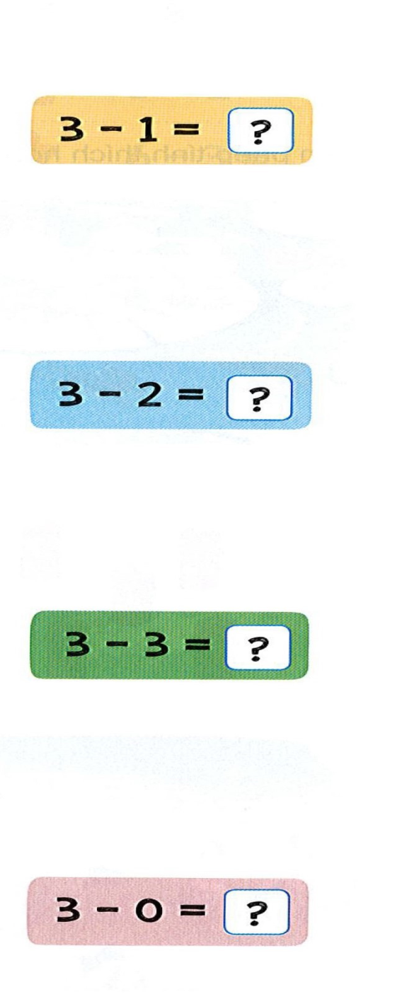 3 - 1 = ?
3 - 2 = ?
3 - 3 = ?
3 - 0 = ?